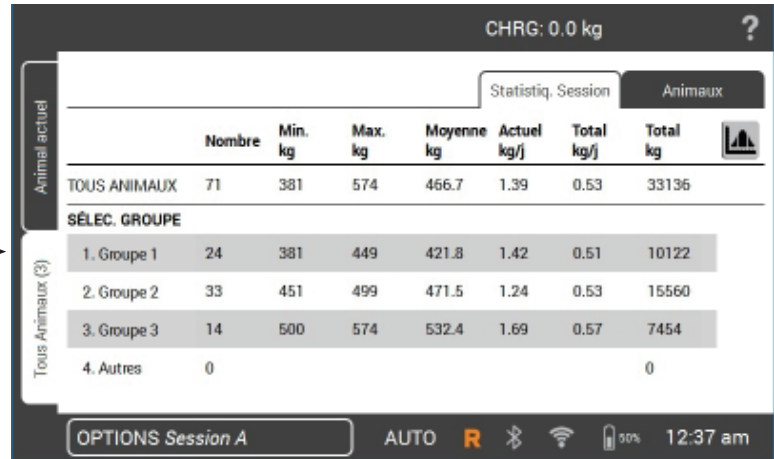 CHRG: 0.0 kg ?
Animal actuel
Tous Animaux (3)
Statistiq. Session Animaux
Nombre Min. kg Max. kg Moyenne kg Actuel kg/j Total kg/j Total kg
TOUS ANIMAUX 71 381 574 466.7 1.39 0.53 33136
SÉLEC. GROUPE
1. Groupe 1 24 381 449 421.8 1.42 0.51 10122
2. Groupe 2 33 451 499 471.5 1.24 0.53 15560
3. Groupe 3 14 500 574 532.4 1.69 0.57 7454
4. Autres 0 0
OPTIONS Session A AUTO R 50% 12:37 am